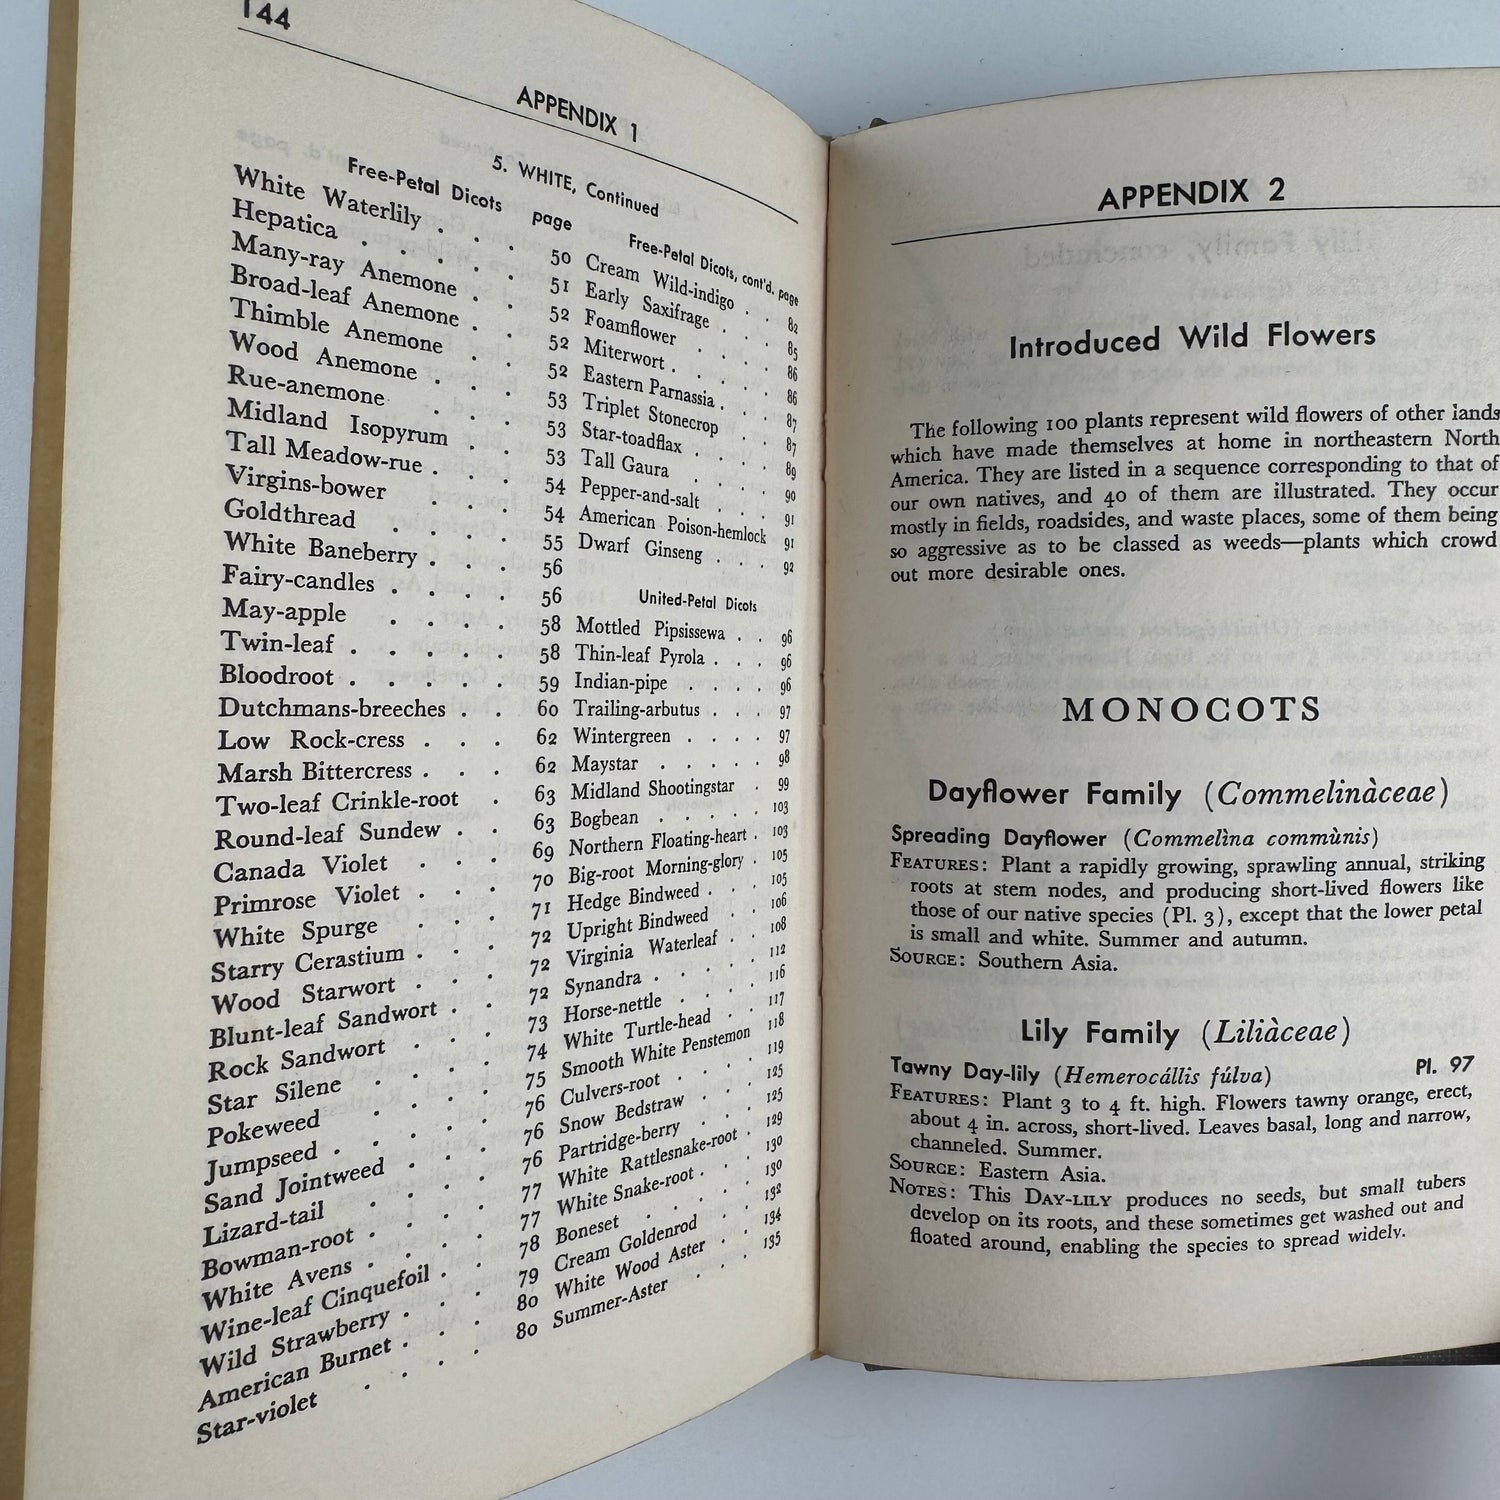 144
APPENDIX 1
5. WHITE, Continued
Free-Petal Dicots page
White Waterlily . . . 50
Hepatica . . . . . 51
Many-ray Anemone . . 52
Broad-leaf Anemone . . 52
Thimble Anemone . . 52
Wood Anemone . . . 53
Rue-anemone . . . 53
Midland Isopyrum . . 53
Tall Meadow-rue . . . 54
Virgins-bower . . . 54
Goldthread . . . . 55
White Baneberry . . . 56
Fairy-candles . . . . 56
May-apple . . . . 58
Twin-leaf . . . . . 58
Bloodroot . . . . . 59
Dutchmans-breeches . . 60
Low Rock-cress . . . 62
Marsh Bittercress . . . 62
Two-leaf Crinkle-root . 63
Round-leaf Sundew . . 63
Canada Violet . . . 69
Primrose Violet . . . 70
White Spurge . . . 71
Starry Cerastium . . . 72
Wood Starwort . . . 72
Blunt-leaf Sandwort . . 72
Rock Sandwort . . . 73
Star Silene . . . . 74
Pokeweed . . . . 75
Jumpseed . . . . . 76
Sand Jointweed . . . 76
Lizard-tail . . . . 76
Bowman-root . . . . 77
White Avens . . . . 77
Wine-leaf Cinquefoil . . 78
Wild Strawberry . . . 79
American Burnet . . . 80
Star-violet . . . . 80
Free-Petal Dicots, cont'd. page
Cream Wild-indigo . . 82
Early Saxifrage . . . 85
Foamflower . . . . 86
Miterwort . . . . . 86
Eastern Parnassia . . . 87
Triplet Stonecrop . . 87
Star-toadflax . . . . 89
Tall Gaura . . . . 90
Pepper-and-salt . . . 91
American Poison-hemlock 91
Dwarf Ginseng . . . 92
United-Petal Dicots
Mottled Pipsissewa . . 96
Thin-leaf Pyrola . . . 96
Indian-pipe . . . . 96
Trailing-arbutus . . . 97
Wintergreen . . . . 97
Maystar . . . . . 98
Midland Shootingstar . 99
Bogbean . . . . . 103
Northern Floating-heart . 103
Big-root Morning-glory . 105
Hedge Bindweed . . . 105
Upright Bindweed . . 106
Virginia Waterleaf . . 108
Synandra . . . . . 112
Horse-nettle . . . . 116
White Turtle-head . . 117
Smooth White Penstemon 118
Culvers-root . . . . 119
Snow Bedstraw . . . 125
Partridge-berry . . . 125
White Rattlesnake-root . 129
White Snake-root . . . 130
Boneset . . . . . 130
Cream Goldenrod . . 132
White Wood Aster . . 134
Summer-Aster . . . 135
APPENDIX 2
Introduced Wild Flowers
The following 100 plants represent wild flowers of other lands
which have made themselves at home in northeastern North
America. They are listed in a sequence corresponding to that of
our own natives, and 40 of them are illustrated. They occur
mostly in fields, roadsides, and waste places, some of them being
so aggressive as to be classed as weeds—plants which crowd
out more desirable ones.
MONOCOTS
Dayflower Family (Commelinàceae)
Spreading Dayflower (Commelìna commùnis)
FEATURES: Plant a rapidly growing, sprawling annual, striking
roots at stem nodes, and producing short-lived flowers like
those of our native species (Pl. 3), except that the lower petal
is small and white. Summer and autumn.
SOURCE: Southern Asia.
Lily Family (Liliàceae)
Tawny Day-lily (Hemerocállis fúlva) Pl. 97
FEATURES: Plant 3 to 4 ft. high. Flowers tawny orange, erect,
about 4 in. across, short-lived. Leaves basal, long and narrow,
channeled. Summer.
SOURCE: Eastern Asia.
NOTES: This DAY-LILY produces no seeds, but small tubers
develop on its roots, and these sometimes get washed out and
floated around, enabling the species to spread widely.